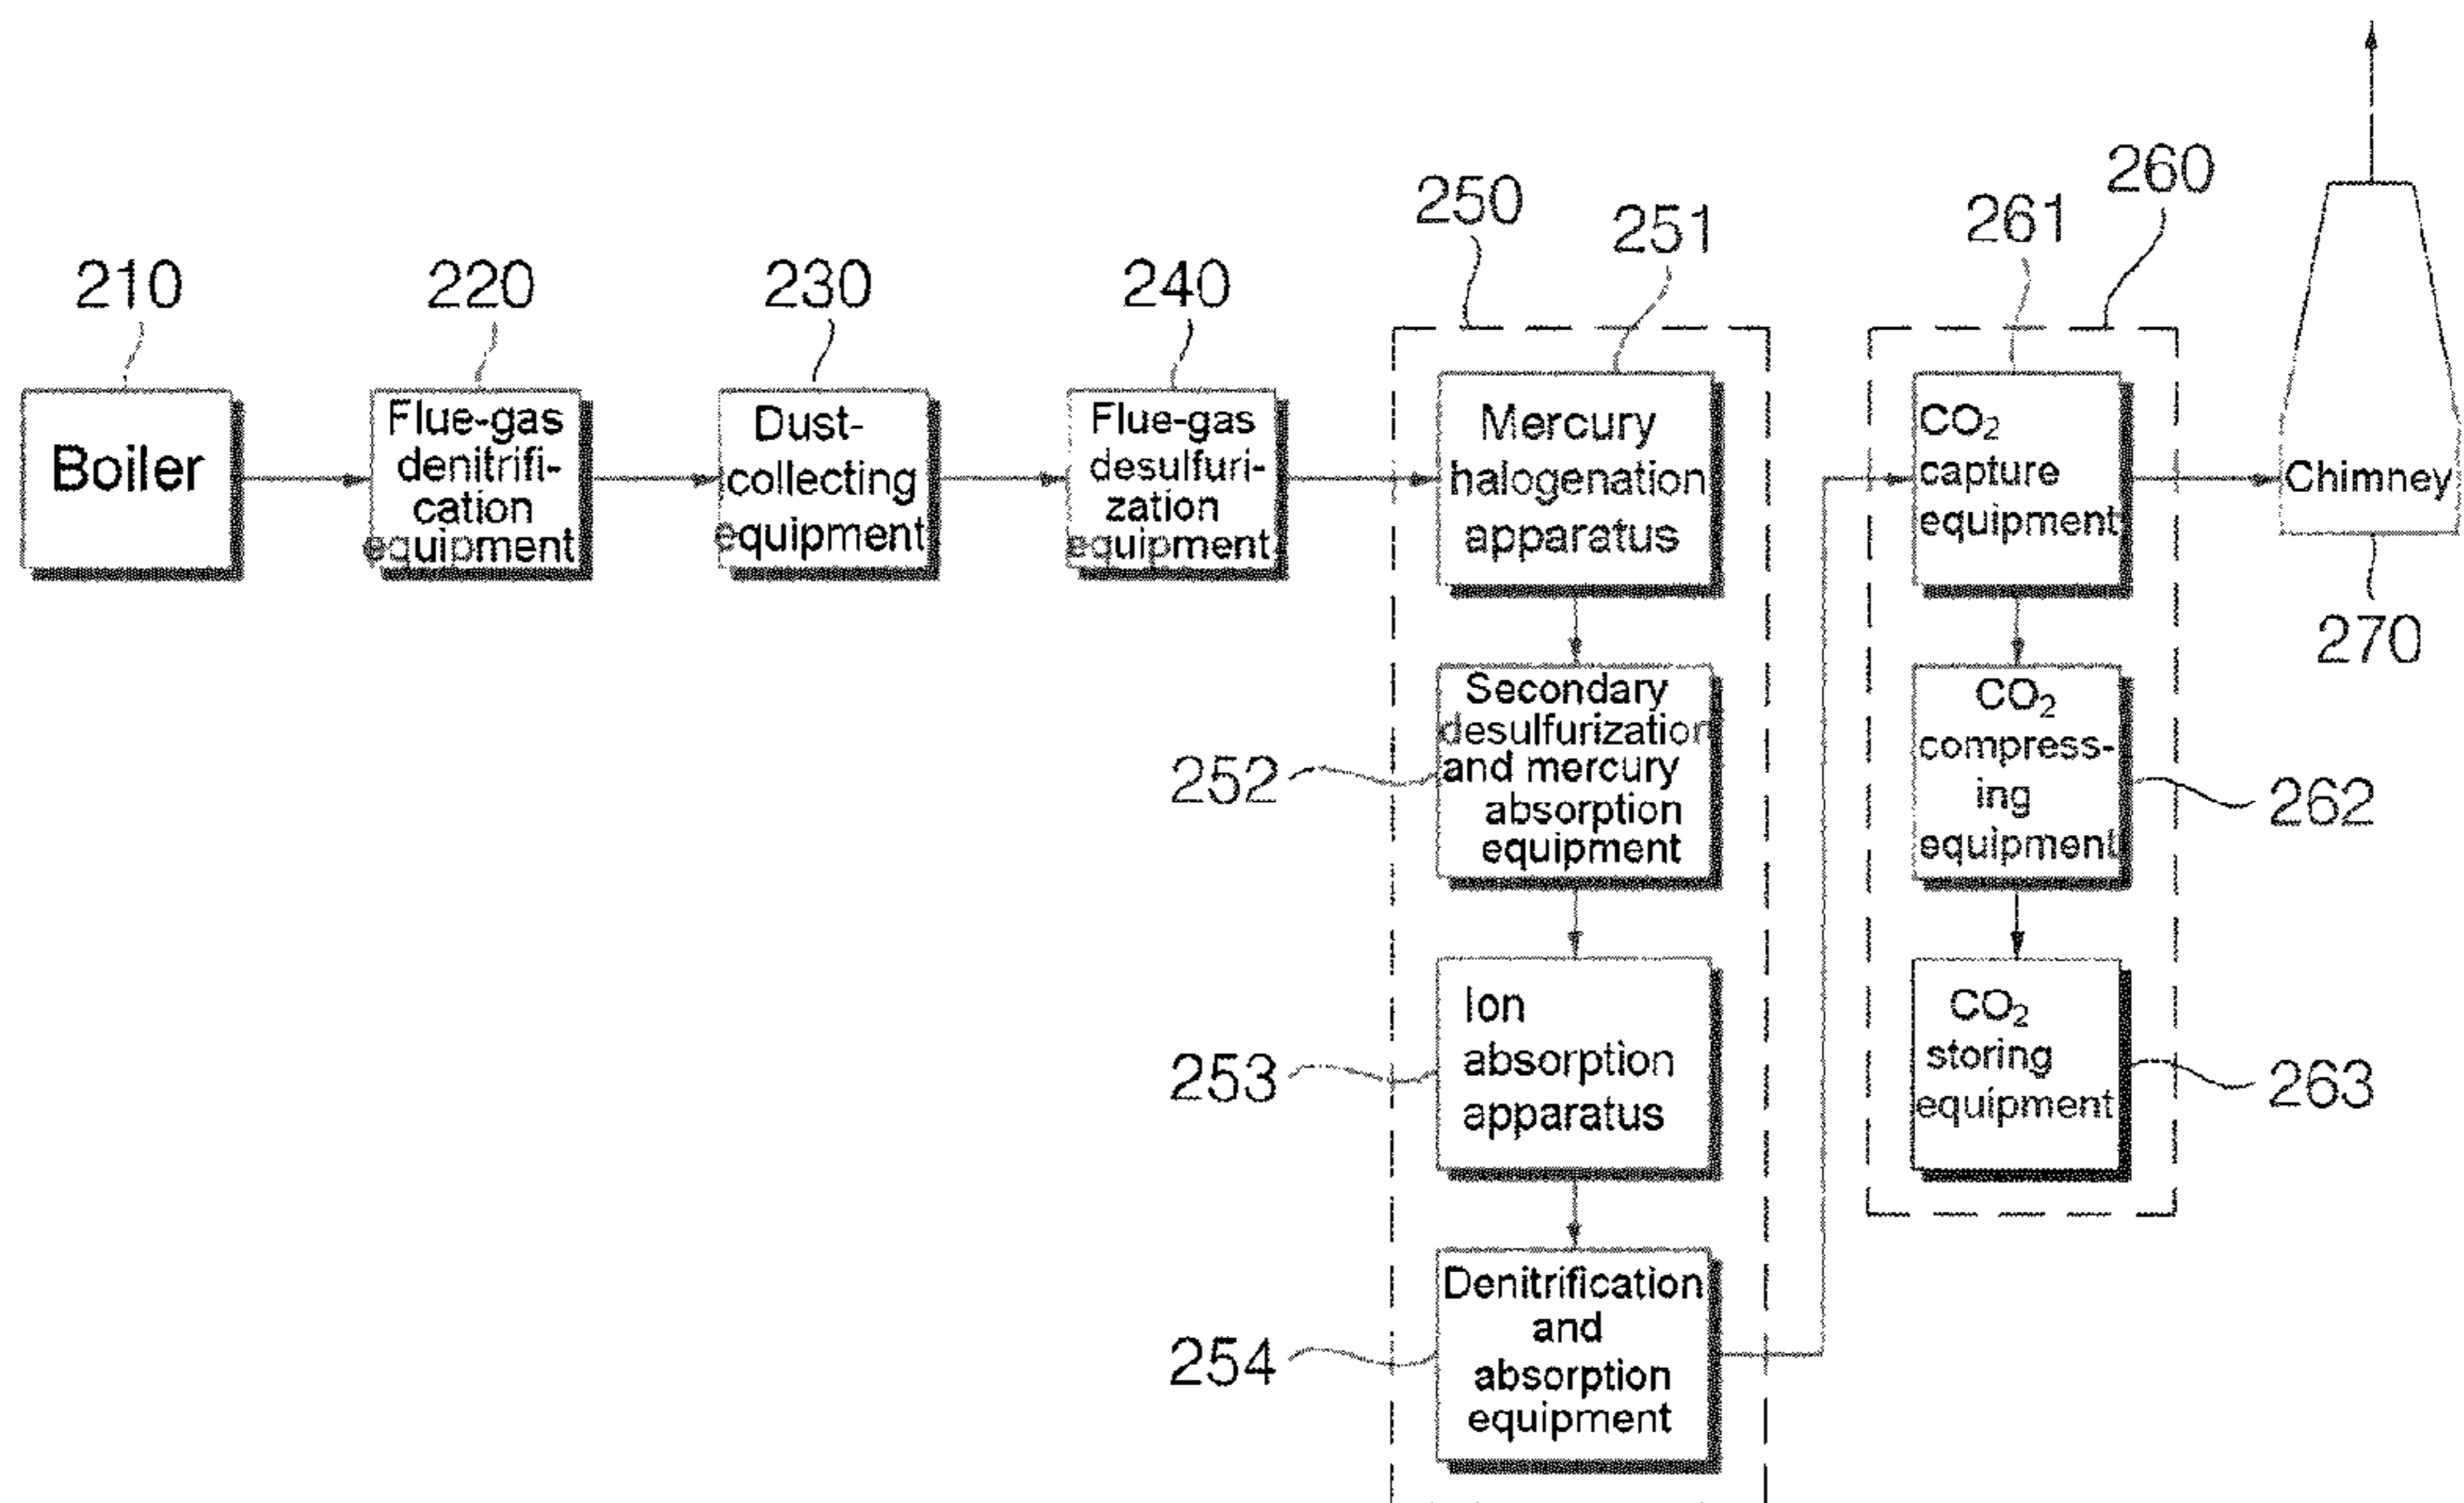 210
Boiler
220
Flue-gas
denitrifi-
cation
equipment
230
Dust-
collecting
equipment
240
Flue-gas
desulfuri-
zation
equipment
250
251
Mercury
halogenation
apparatus
252
Secondary
desulfurization
and mercury
absorption
equipment
253
Ion
absorption
apparatus
254
Denitrification
and
absorption
equipment
260
261
CO₂
capture
equipment
262
CO₂
compress-
ing
equipment
263
CO₂
storing
equipment
Chimney
270